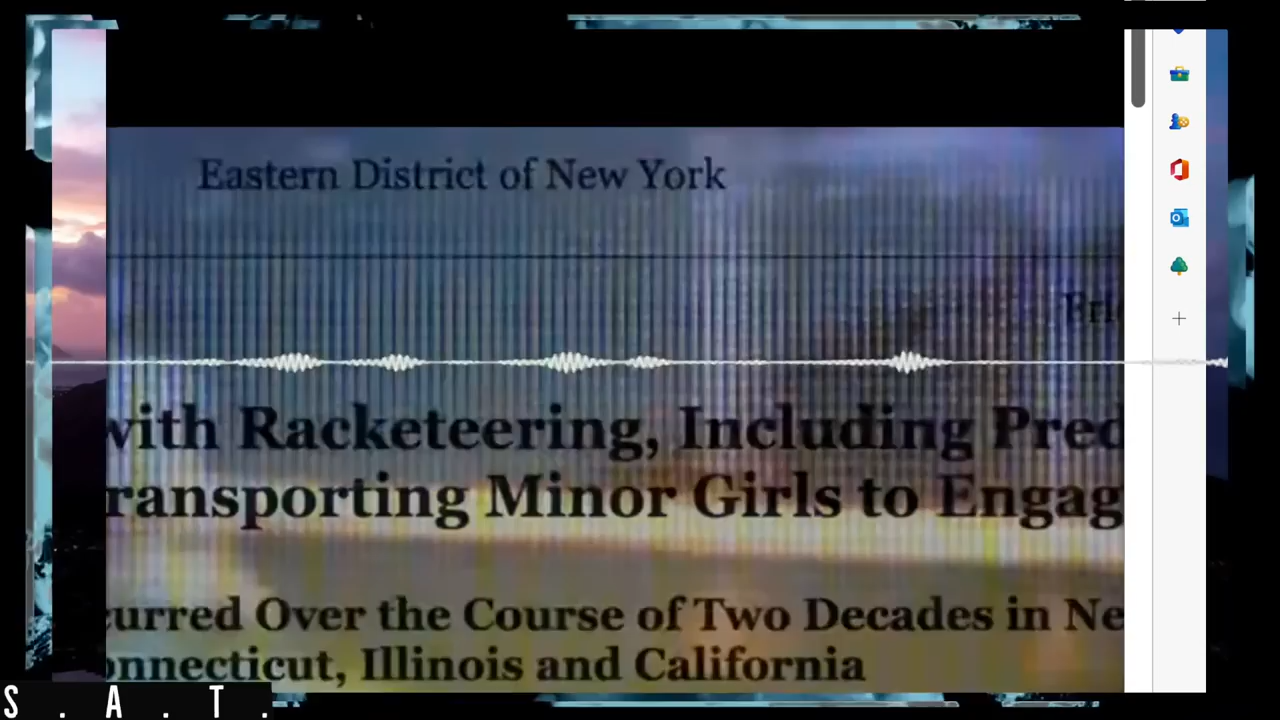 Eastern District of New York
Bri
with Racketeering, Including Pred
ransporting Minor Girls to Engag
curred Over the Course of Two Decades in Ne
onnecticut, Illinois and California
S . A . T .